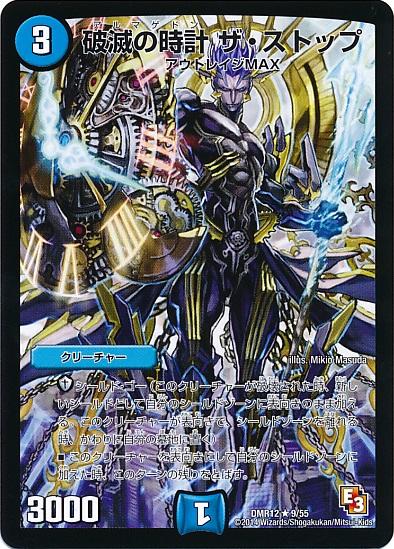 3
アルマゲドン
破滅の時計 ザ・ストップ
アウトレイジMAX
illus. Mikio Masuda
クリーチャー
シールド・ゴー(このクリーチャーが破壊された時、新し
いシールドとして自分のシールドゾーンに表向きのまま加え
る。このクリーチャーが表向きで、シールドゾーンを離れる
時、かわりに自分の墓地に置く)
■このクリーチャーを表向きにして自分のシールドゾーンに
加えた時、このターンの残りをとばす。
3000
1
DMR12 ★ 9/55
©2014 Wizards/Shogakukan/Mitsui-Kids
E3